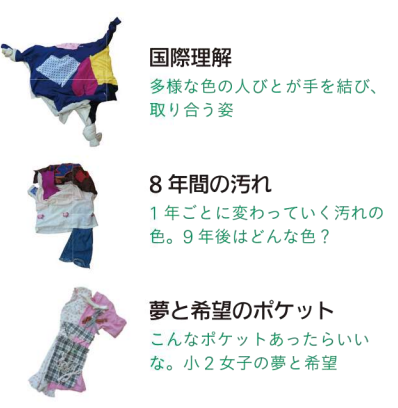 国際理解
多様な色の人びとが手を結び、
取り合う姿
8年間の汚れ
1年ごとに変わっていく汚れの
色。9年後はどんな色？
夢と希望のポケット
こんなポケットあったらいい
な。小2女子の夢と希望